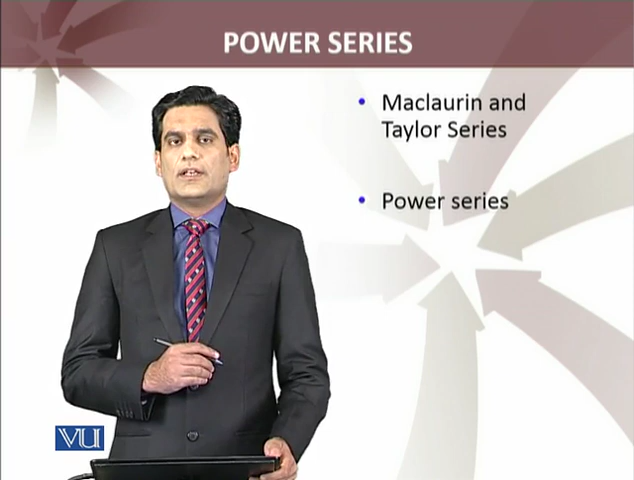 POWER SERIES
Maclaurin and
Taylor Series
Power series
VU